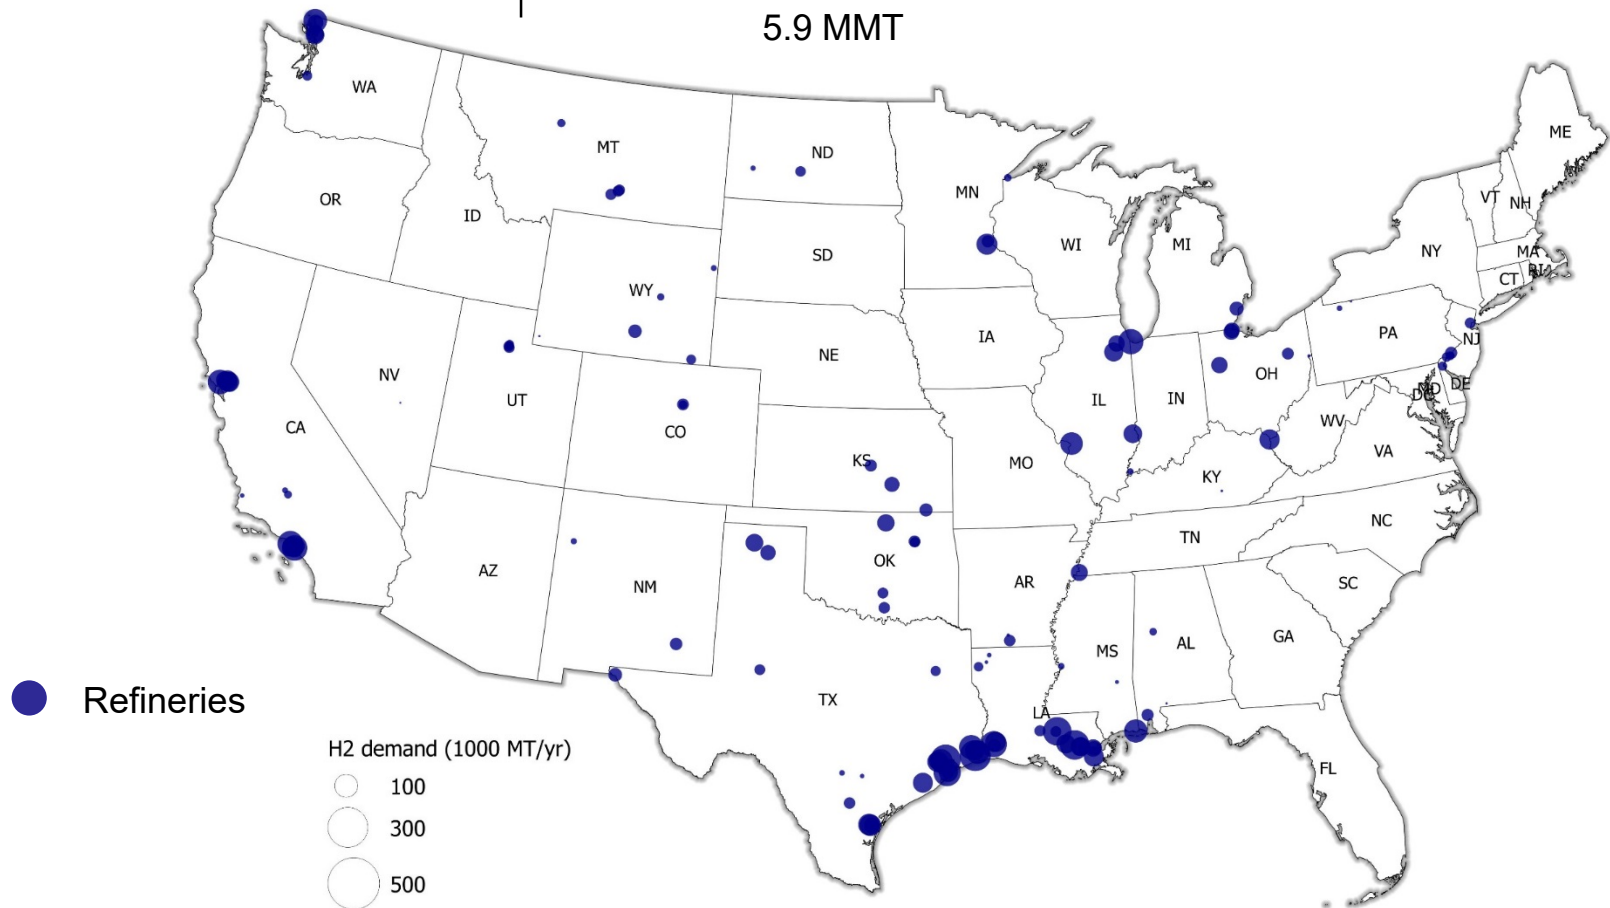 5.9 MMT
WA
ME
MT
ND
MN
VT
NH
OR
ID
WI
MI
NY
MA
SD
RI
CT
WY
IA
PA
NJ
NE
NV
UT
OH
DE
MD
DC
IL
IN
CA
CO
WV
KS
MO
VA
KY
NC
TN
AZ
OK
NM
AR
SC
GA
MS
AL
TX
Refineries
LA
H2 demand (1000 MT/yr)
FL
100
300
500